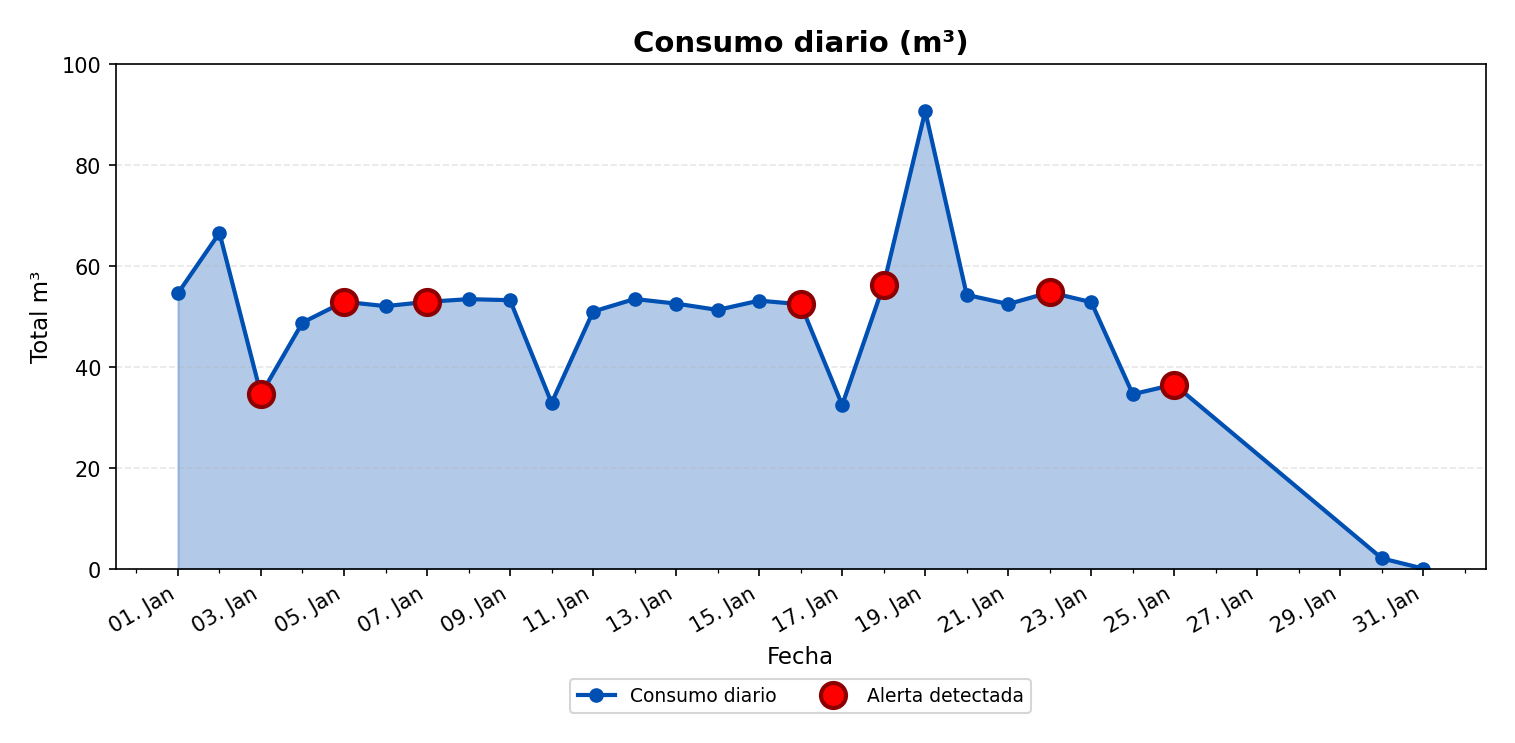 Consumo diario (m³)
Total m³
100
80
60
40
20
0
01. Jan
03. Jan
05. Jan
07. Jan
09. Jan
11. Jan
13. Jan
15. Jan
17. Jan
19. Jan
21. Jan
23. Jan
25. Jan
27. Jan
29. Jan
31. Jan
Fecha
Consumo diario
Alerta detectada